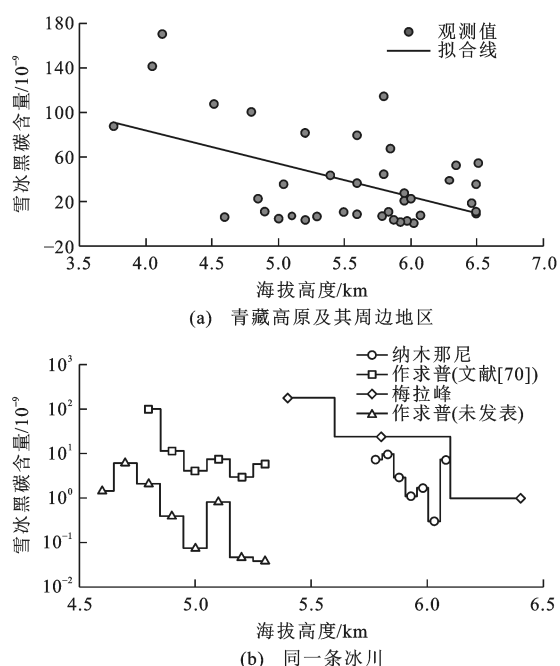 180
140
100
60
20
−20
雪冰黑碳含量/10⁻⁹
观测值
拟合线
3.5 4.0 4.5 5.0 5.5 6.0 6.5 7.0
海拔高度/km
(a) 青藏高原及其周边地区
10³
10²
10¹
10⁰
10⁻¹
10⁻²
雪冰黑碳含量/10⁻⁹
纳木那尼
作求普(文献[70])
梅拉峰
作求普(未发表)
4.5 5.0 5.5 6.0 6.5
海拔高度/km
(b) 同一条冰川